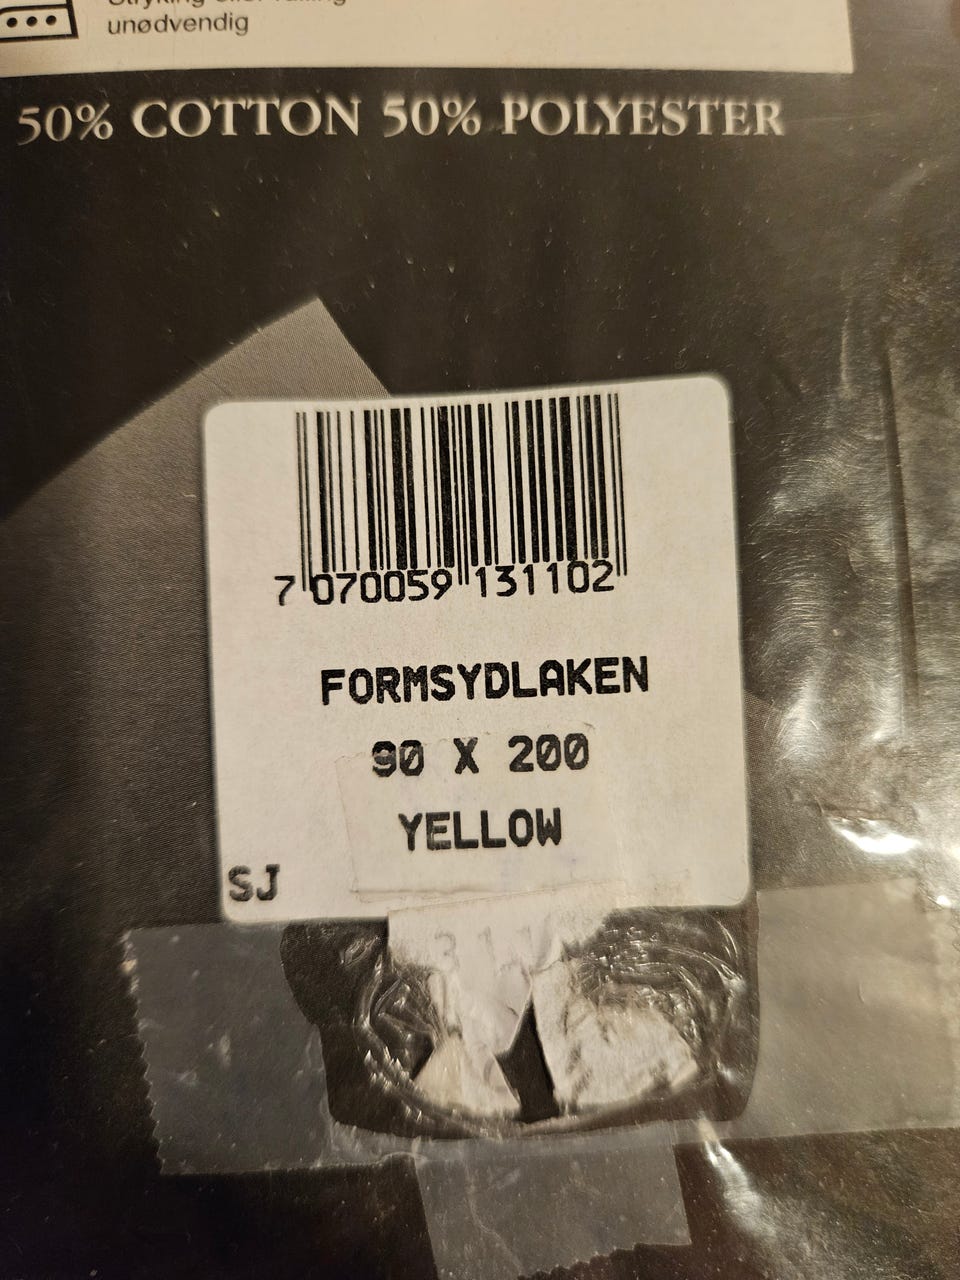 unødvendig
50% COTTON 50% POLYESTER
7 070059 131102
FORMSYDLAKEN
90 X 200
YELLOW
SJ